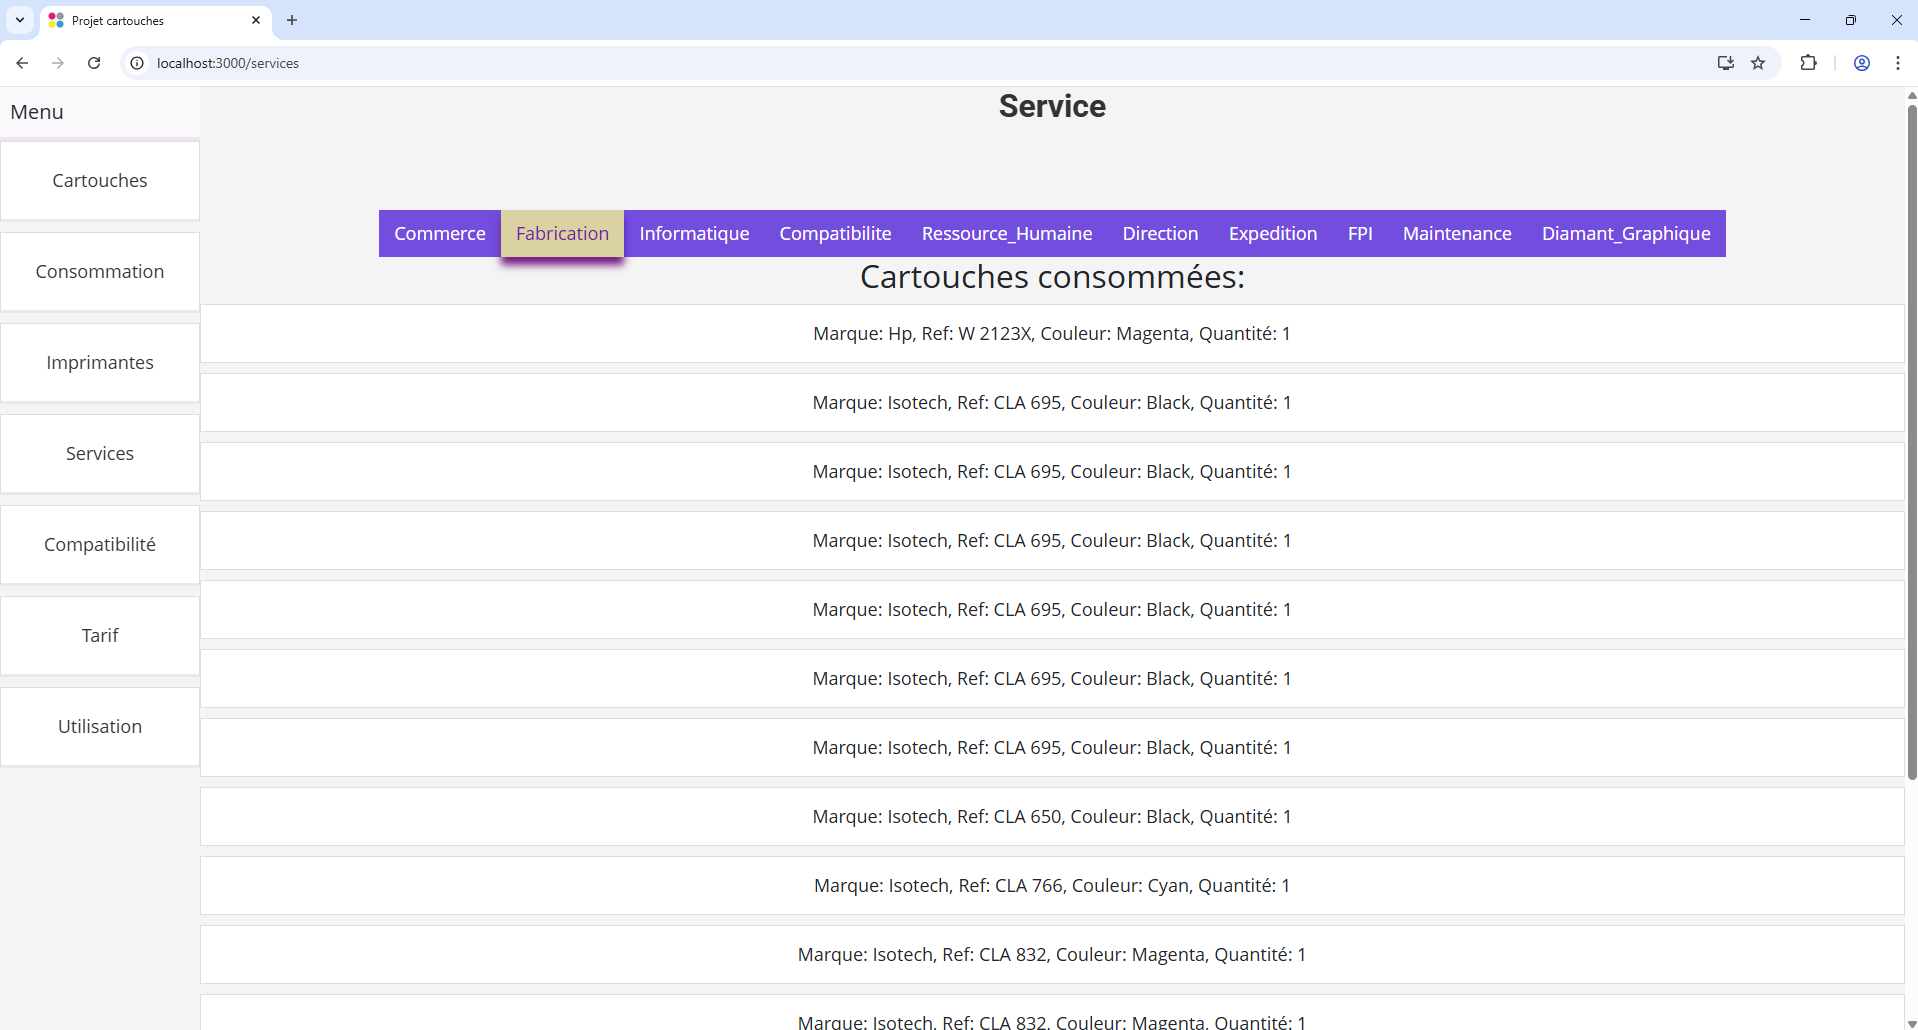 Projet cartouches
localhost:3000/services
Menu
Cartouches
Consommation
Imprimantes
Services
Compatibilité
Tarif
Utilisation
Service
Commerce Fabrication Informatique Compatibilite Ressource_Humaine Direction Expedition FPI Maintenance Diamant_Graphique
Cartouches consommées:
Marque: Hp, Ref: W 2123X, Couleur: Magenta, Quantité: 1
Marque: Isotech, Ref: CLA 695, Couleur: Black, Quantité: 1
Marque: Isotech, Ref: CLA 695, Couleur: Black, Quantité: 1
Marque: Isotech, Ref: CLA 695, Couleur: Black, Quantité: 1
Marque: Isotech, Ref: CLA 695, Couleur: Black, Quantité: 1
Marque: Isotech, Ref: CLA 695, Couleur: Black, Quantité: 1
Marque: Isotech, Ref: CLA 695, Couleur: Black, Quantité: 1
Marque: Isotech, Ref: CLA 650, Couleur: Black, Quantité: 1
Marque: Isotech, Ref: CLA 766, Couleur: Cyan, Quantité: 1
Marque: Isotech, Ref: CLA 832, Couleur: Magenta, Quantité: 1
Marque: Isotech, Ref: CLA 832, Couleur: Magenta, Quantité: 1